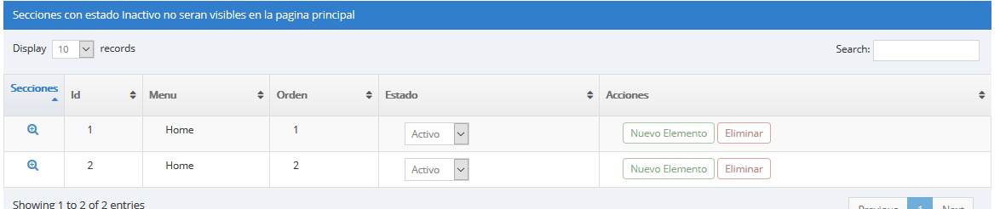 Secciones con estado Inactivo no seran visibles en la pagina principal
Display 10 records Search:
Secciones Id Menu Orden Estado Acciones
1 Home 1 Activo Nuevo Elemento Eliminar
2 Home 2 Activo Nuevo Elemento Eliminar
Showing 1 to 2 of 2 entries Previous 1 Next